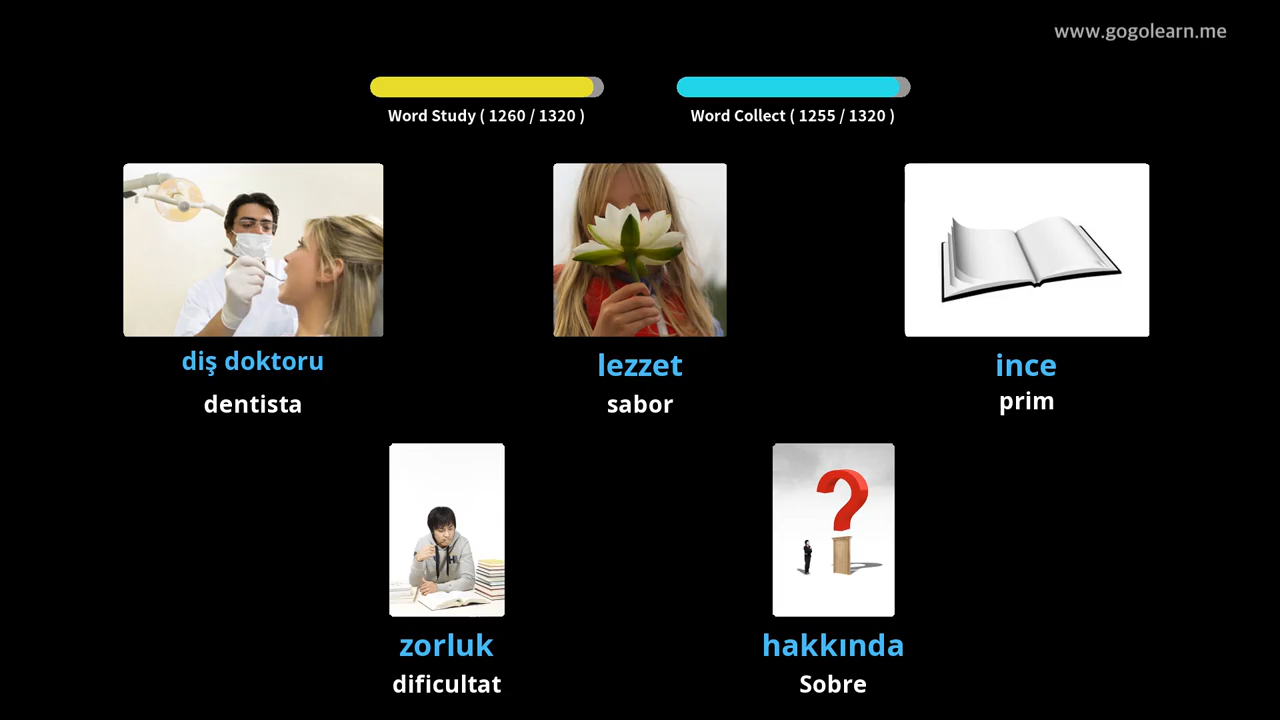 www.gogolearn.me
Word Study ( 1260 / 1320 )
Word Collect ( 1255 / 1320 )
diş doktoru
dentista
lezzet
sabor
ince
prim
zorluk
dificultat
hakkında
Sobre